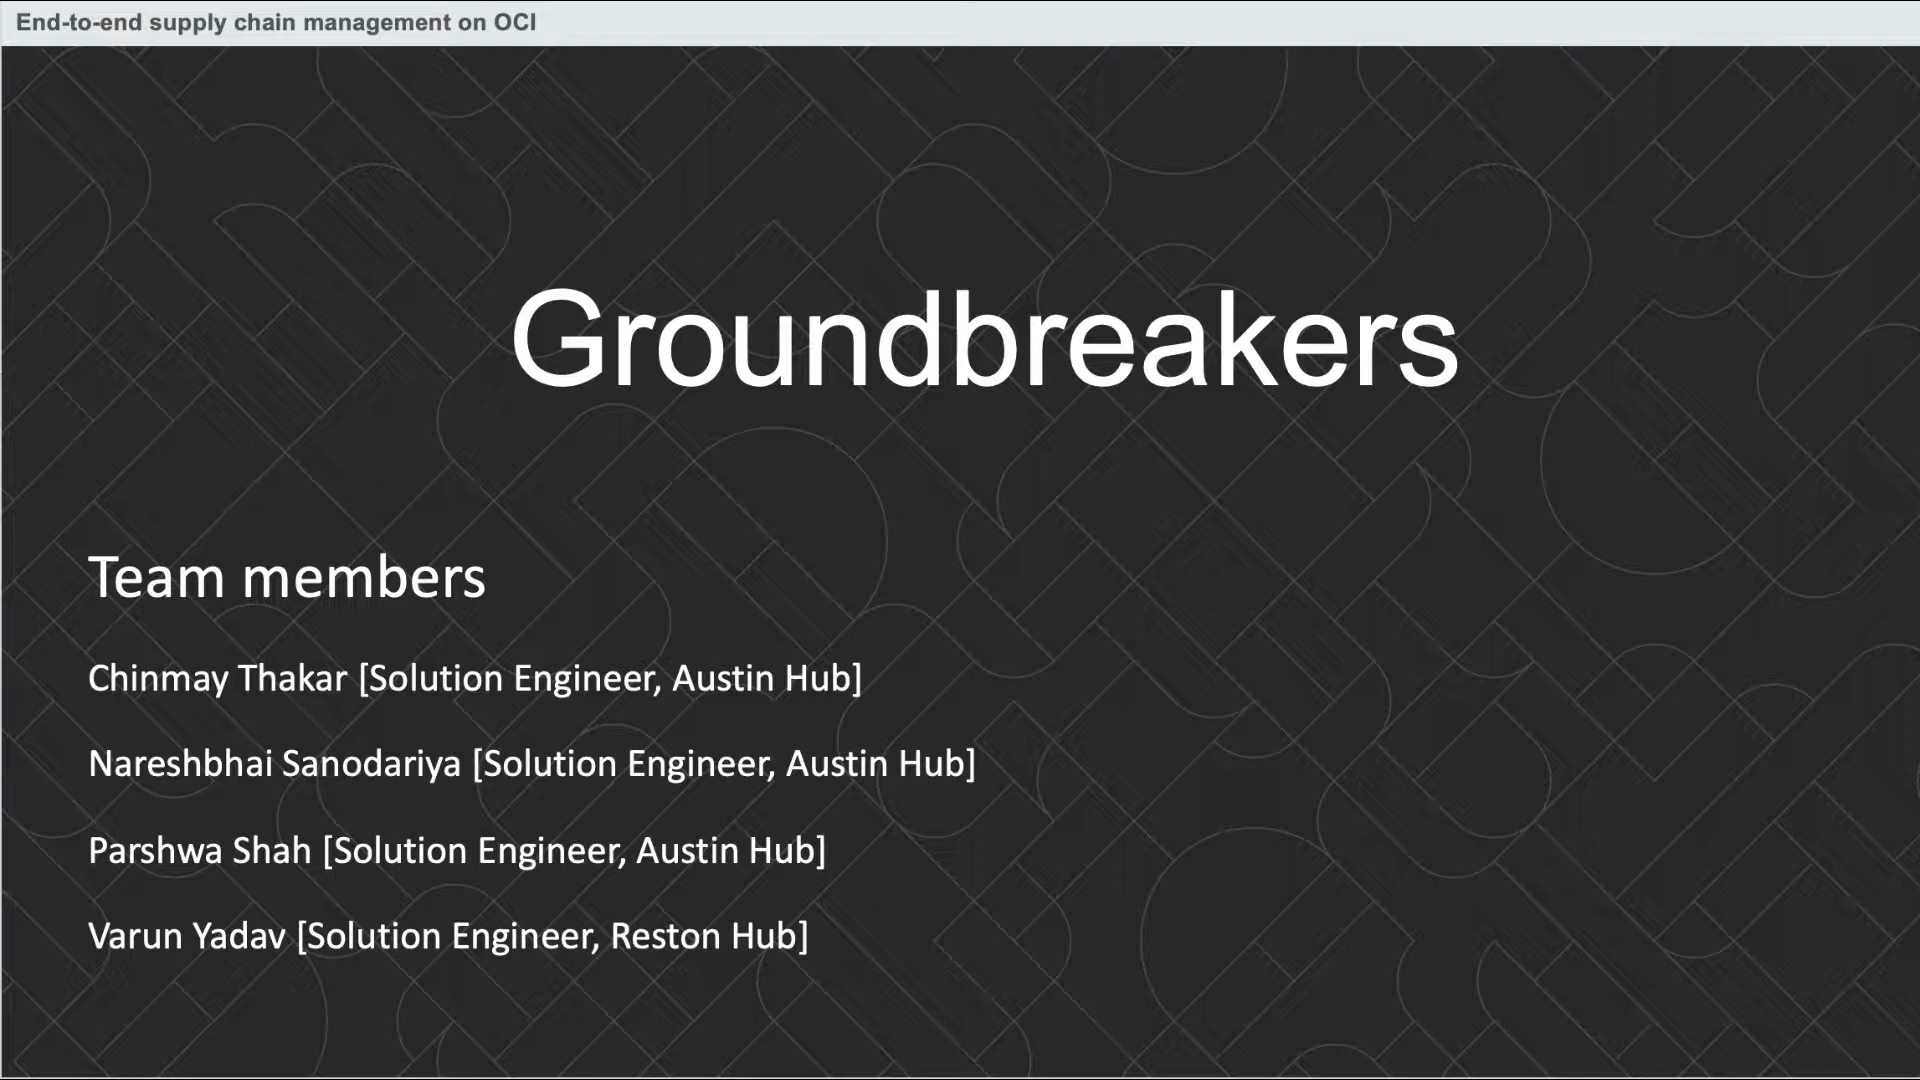 End-to-end supply chain management on OCI
Groundbreakers
Team members
Chinmay Thakar [Solution Engineer, Austin Hub]
Nareshbhai Sanodariya [Solution Engineer, Austin Hub]
Parshwa Shah [Solution Engineer, Austin Hub]
Varun Yadav [Solution Engineer, Reston Hub]